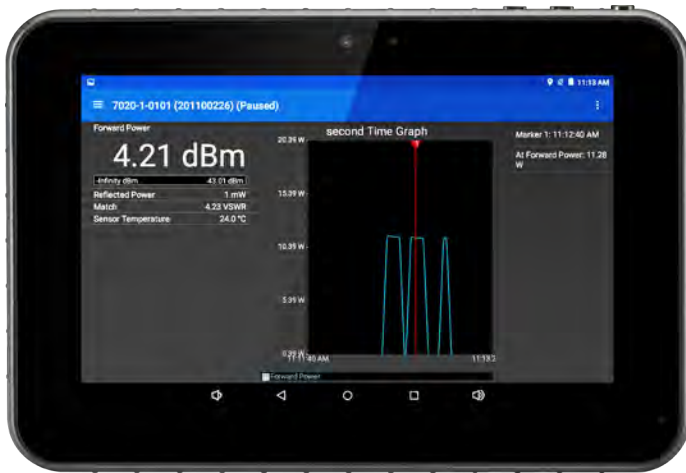 11:13 AM
7020-1-0101 (201100226) (Paused)
Forward Power
4.21 dBm
-Infinity dBm 43.01 dBm
Reflected Power 1 mW
Match 4.23 VSWR
Sensor Temperature 24.0 °C
second Time Graph
20.39 W
15.39 W
10.39 W
5.39 W
0.39 W
11:11:40 AM
Forward Power
Marker 1: 11:12:40 AM
At Forward Power: 11.28
W